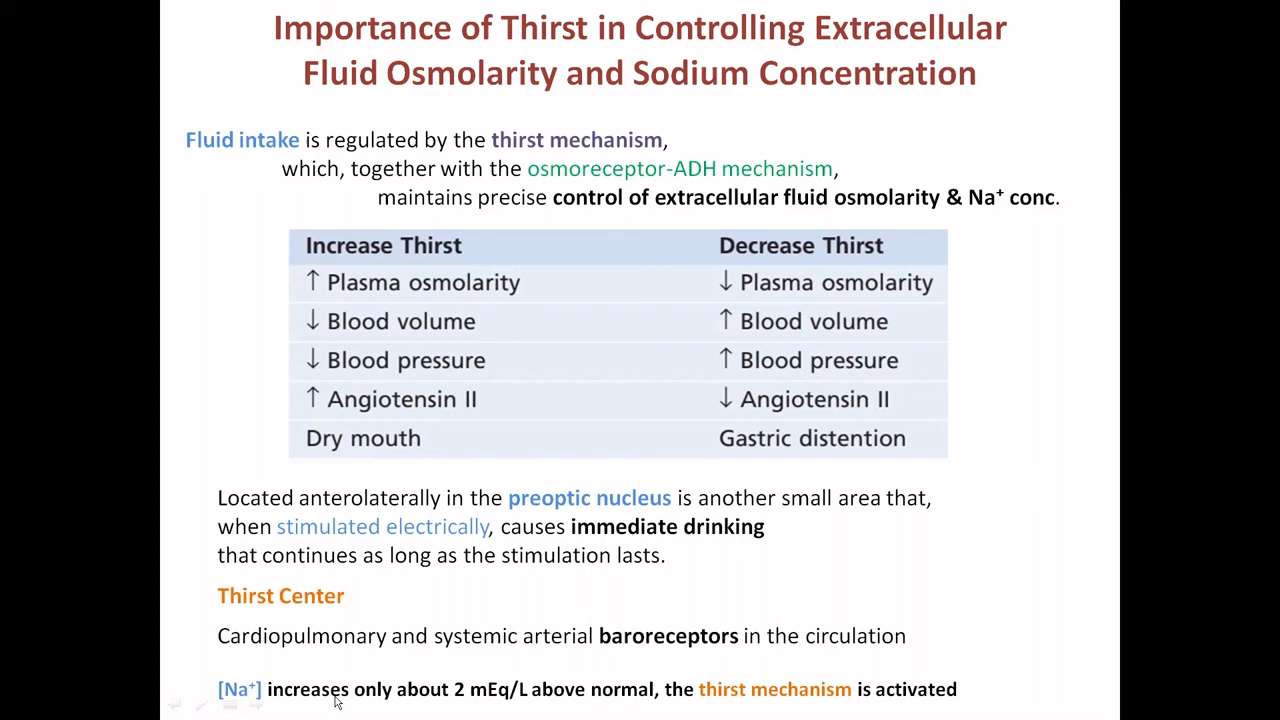 Importance of Thirst in Controlling Extracellular
Fluid Osmolarity and Sodium Concentration
Fluid intake is regulated by the thirst mechanism,
which, together with the osmoreceptor-ADH mechanism,
maintains precise control of extracellular fluid osmolarity & Na⁺ conc.
Increase Thirst Decrease Thirst
↑ Plasma osmolarity ↓ Plasma osmolarity
↓ Blood volume ↑ Blood volume
↓ Blood pressure ↑ Blood pressure
↑ Angiotensin II ↓ Angiotensin II
Dry mouth Gastric distention
Located anterolaterally in the preoptic nucleus is another small area that,
when stimulated electrically, causes immediate drinking
that continues as long as the stimulation lasts.
Thirst Center
Cardiopulmonary and systemic arterial baroreceptors in the circulation
[Na⁺] increases only about 2 mEq/L above normal, the thirst mechanism is activated